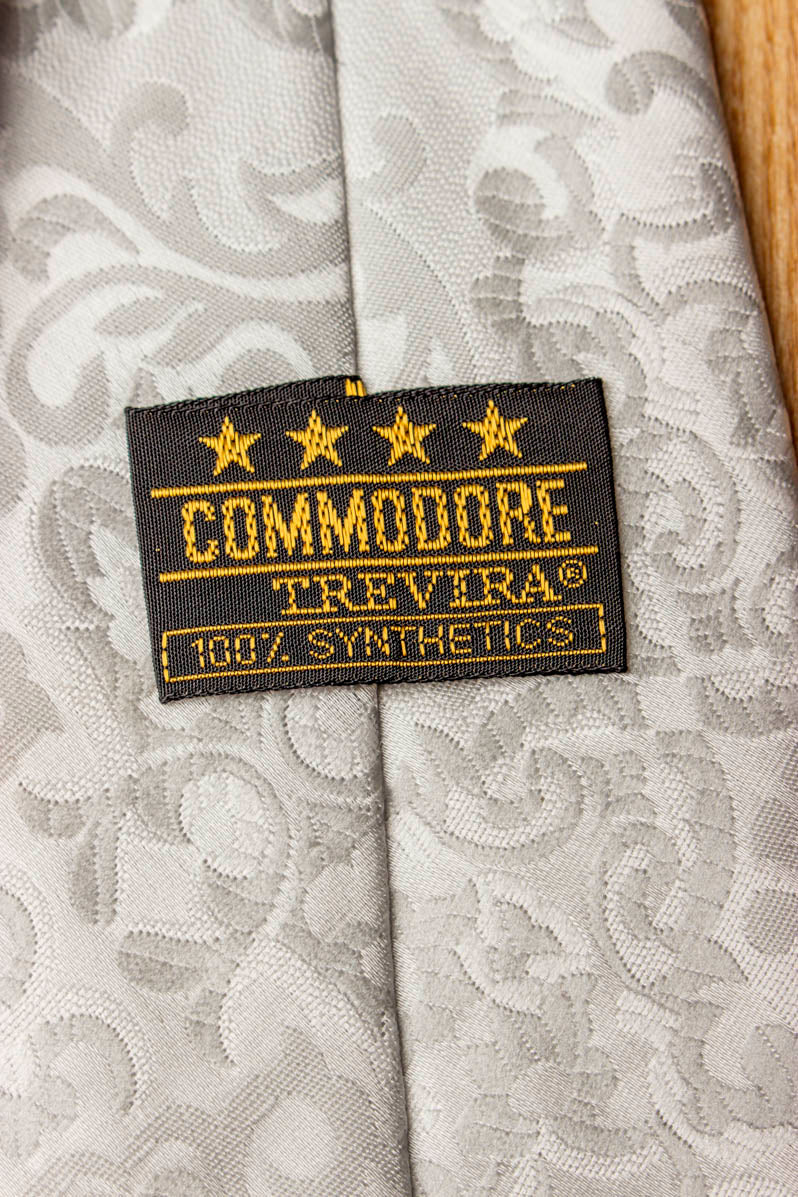 COMMODORE
TREVIRA®
100% SYNTHETICS